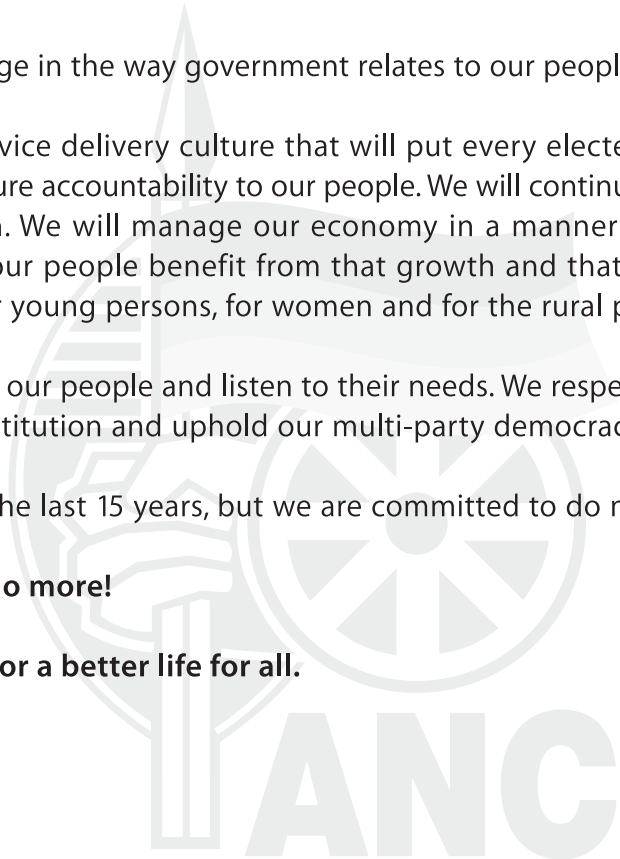 ge in the way government relates to our peopl
vice delivery culture that will put every electe
ure accountability to our people. We will continu
. We will manage our economy in a manner
our people benefit from that growth and that
r young persons, for women and for the rural p
our people and listen to their needs. We respe
titution and uphold our multi-party democrac
he last 15 years, but we are committed to do
o more!
or a better life for all.
ANC